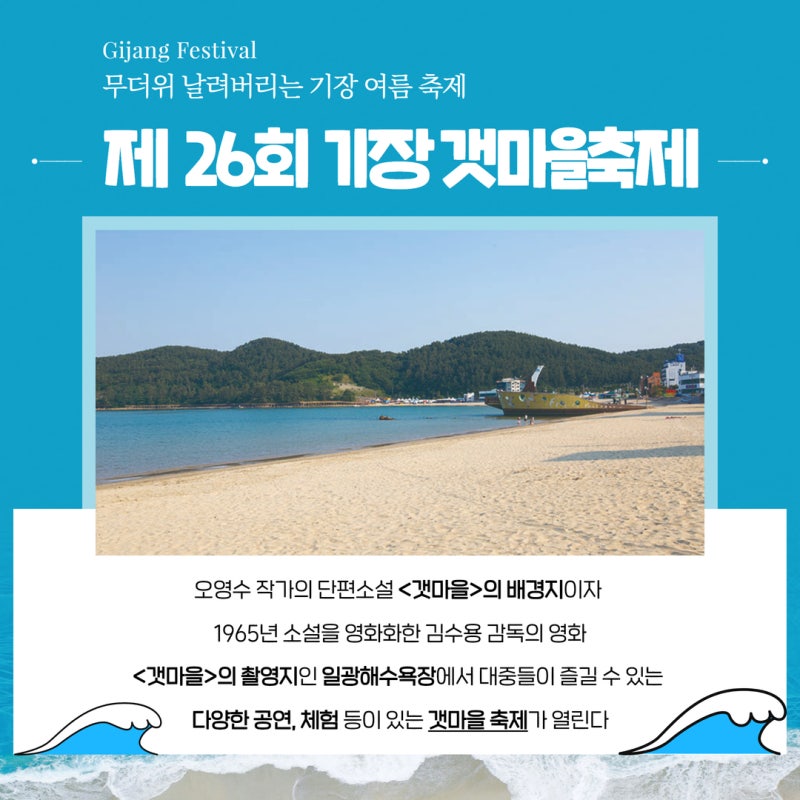 Gijang Festival
무더위 날려버리는 기장 여름 축제
제 26회 기장 갯마을축제
오영수 작가의 단편소설 <갯마을>의 배경지이자
1965년 소설을 영화화한 김수용 감독의 영화
<갯마을>의 촬영지인 일광해수욕장에서 대중들이 즐길 수 있는
다양한 공연, 체험 등이 있는 갯마을 축제가 열린다